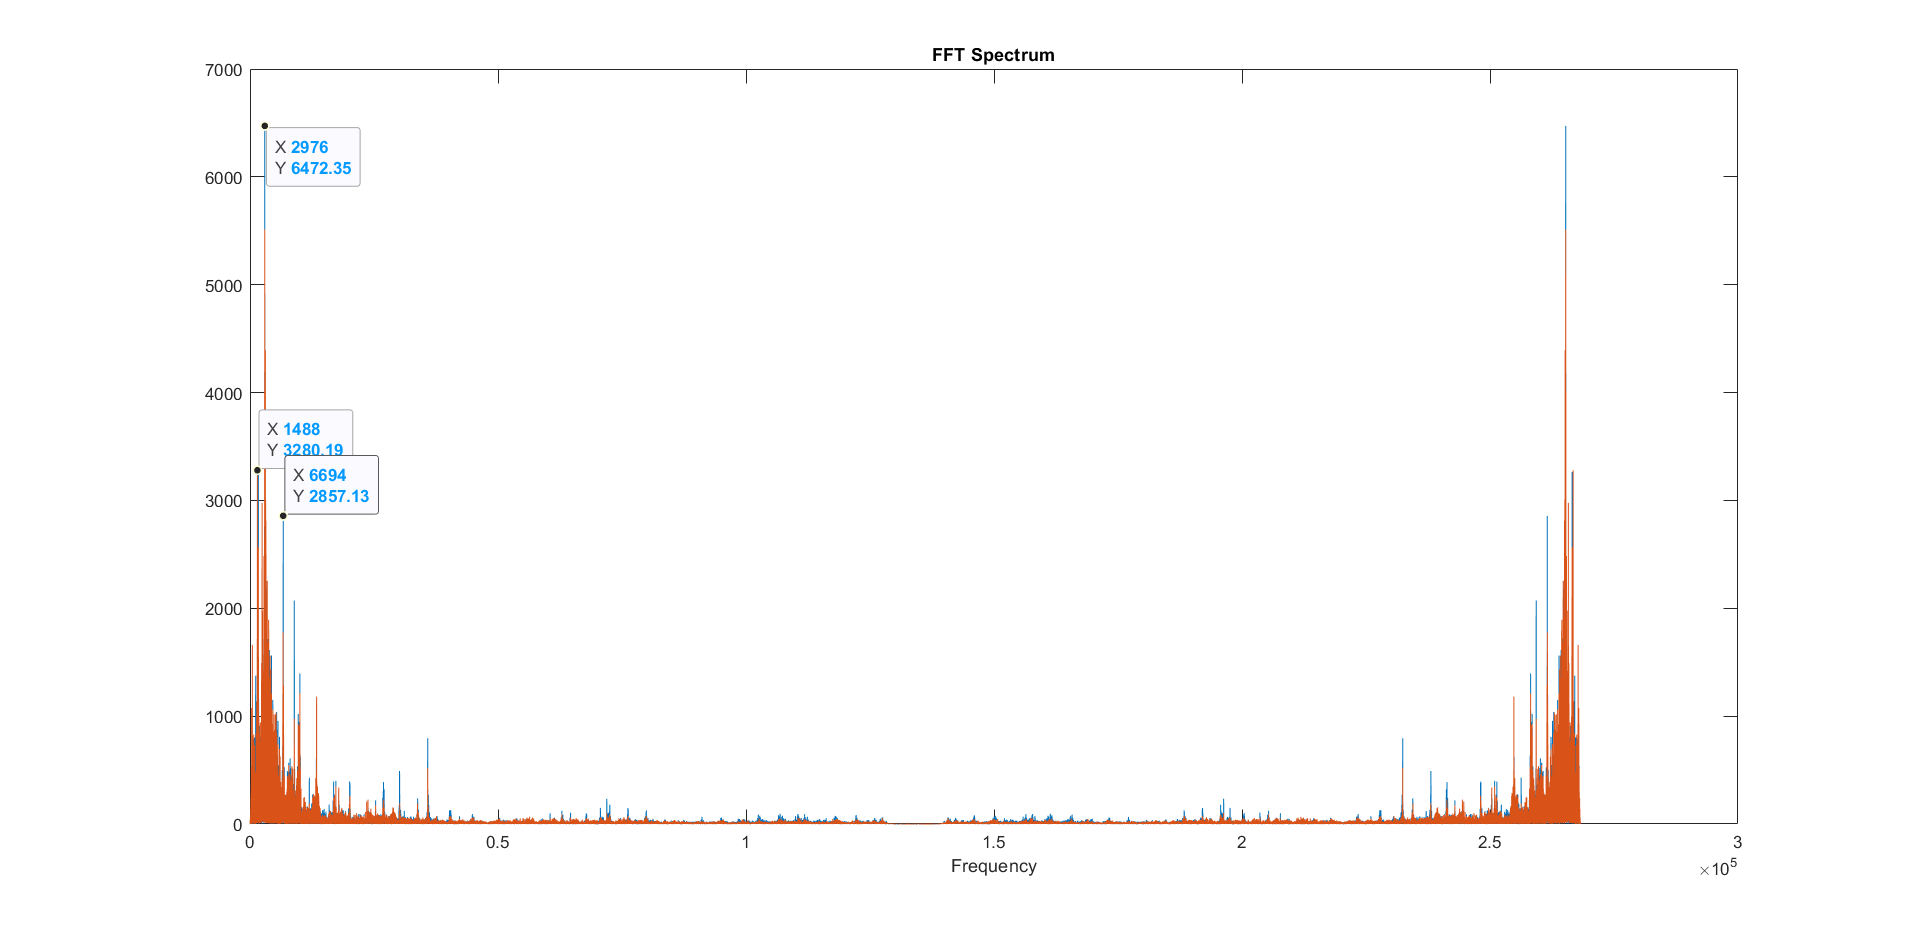 FFT Spectrum
7000
6000
5000
4000
3000
2000
1000
0
X 2976
Y 6472.35
X 1488
Y 3280.19
X 6694
Y 2857.13
0 0.5 1 1.5 2 2.5 3
Frequency
×10^5